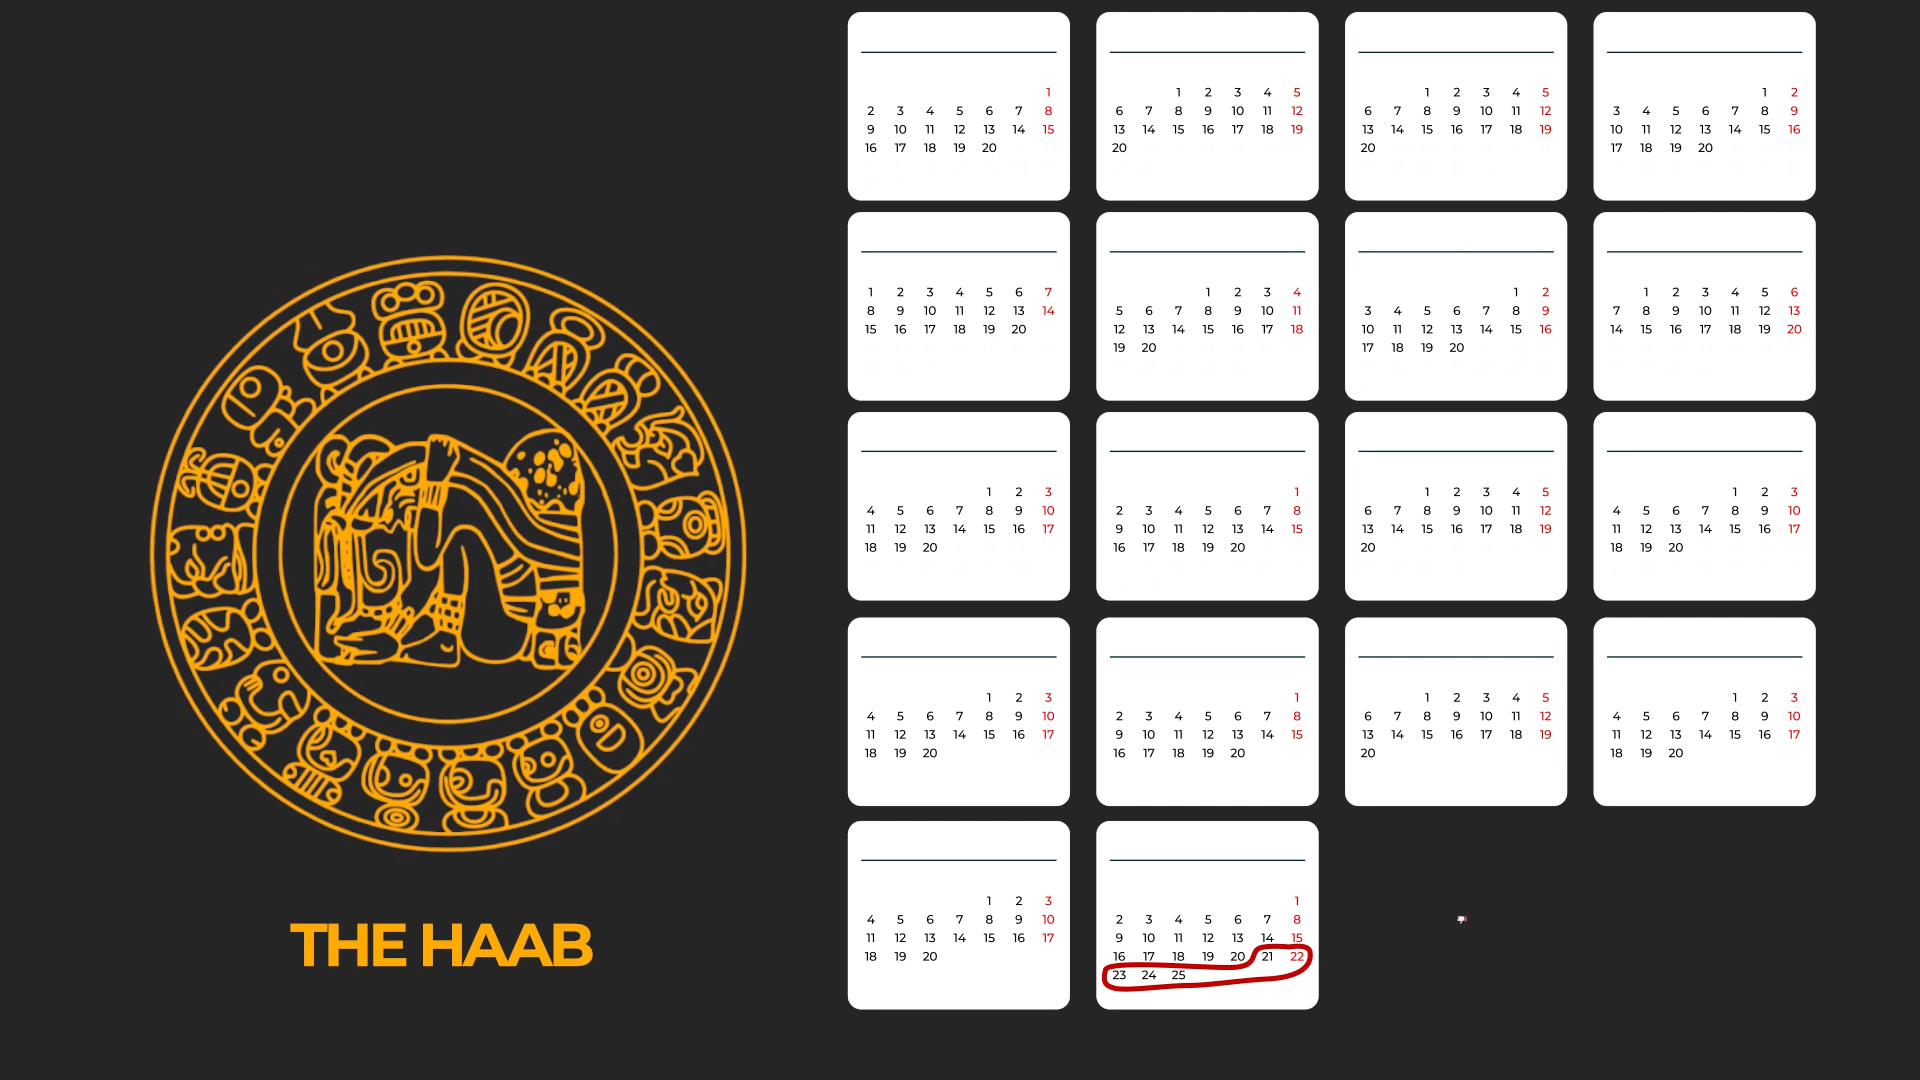 THE HAAB
1
2 3 4 5 6 7 8
9 10 11 12 13 14 15
16 17 18 19 20
1 2 3 4 5
6 7 8 9 10 11 12
13 14 15 16 17 18 19
20
1 2 3 4 5
6 7 8 9 10 11 12
13 14 15 16 17 18 19
20
1 2
3 4 5 6 7 8 9
10 11 12 13 14 15 16
17 18 19 20
1 2 3 4 5 6 7
8 9 10 11 12 13 14
15 16 17 18 19 20
1 2 3 4
5 6 7 8 9 10 11
12 13 14 15 16 17 18
19 20
1 2
3 4 5 6 7 8 9
10 11 12 13 14 15 16
17 18 19 20
1 2 3 4 5 6
7 8 9 10 11 12 13
14 15 16 17 18 19 20
1 2 3
4 5 6 7 8 9 10
11 12 13 14 15 16 17
18 19 20
1
2 3 4 5 6 7 8
9 10 11 12 13 14 15
16 17 18 19 20
1 2 3 4 5
6 7 8 9 10 11 12
13 14 15 16 17 18 19
20
1 2 3
4 5 6 7 8 9 10
11 12 13 14 15 16 17
18 19 20
1 2 3
4 5 6 7 8 9 10
11 12 13 14 15 16 17
18 19 20
1
2 3 4 5 6 7 8
9 10 11 12 13 14 15
16 17 18 19 20
1 2 3 4 5
6 7 8 9 10 11 12
13 14 15 16 17 18 19
20
1 2 3
4 5 6 7 8 9 10
11 12 13 14 15 16 17
18 19 20
1 2 3
4 5 6 7 8 9 10
11 12 13 14 15 16 17
18 19 20
1
2 3 4 5 6 7 8
9 10 11 12 13 14 15
16 17 18 19 20 21 22
23 24 25